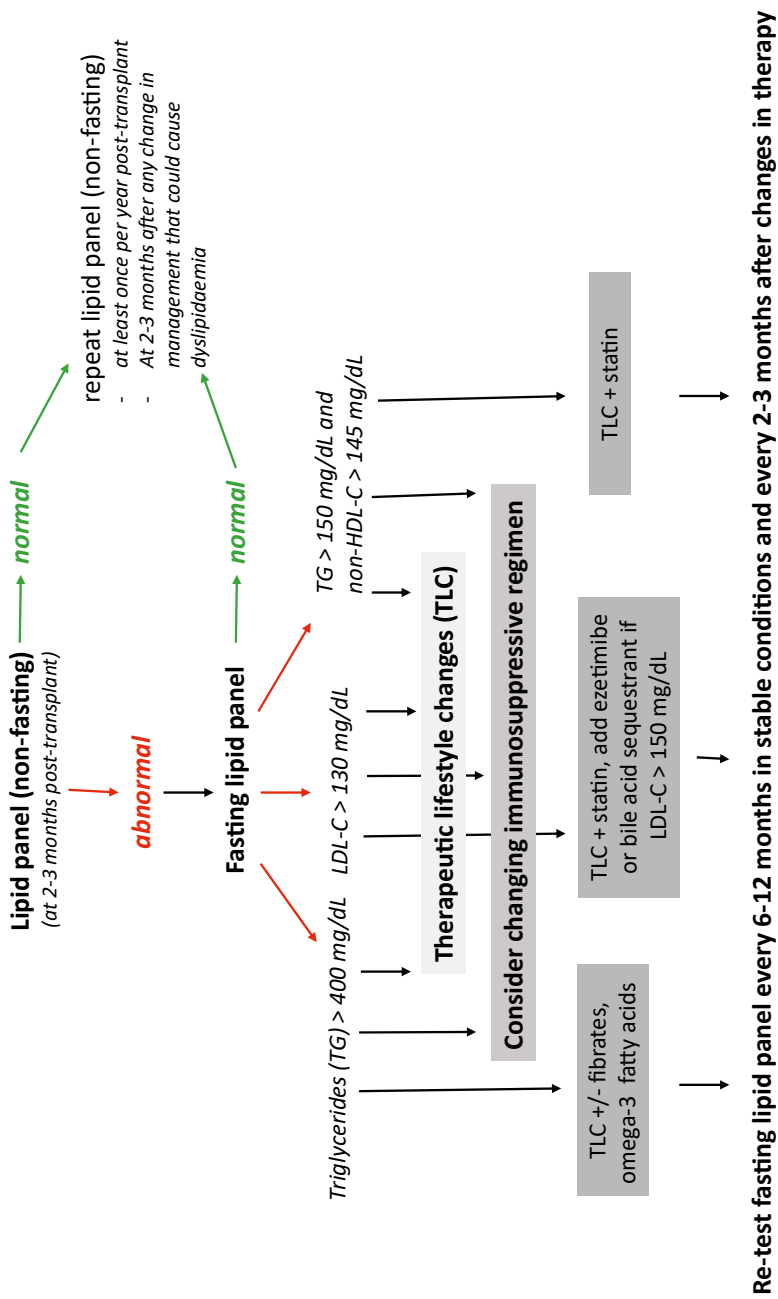 Lipid panel (non-fasting)
(at 2-3 months post-transplant)
normal
repeat lipid panel (non-fasting)
- at least once per year post-transplant
- At 2-3 months after any change in
management that could cause
dyslipidaemia
abnormal
Fasting lipid panel
normal
Triglycerides (TG) > 400 mg/dL
LDL-C > 130 mg/dL
TG > 150 mg/dL and
non-HDL-C > 145 mg/dL
Therapeutic lifestyle changes (TLC)
Consider changing immunosuppressive regimen
TLC +/- fibrates,
omega-3 fatty acids
TLC + statin, add ezetimibe
or bile acid sequestrant if
LDL-C > 150 mg/dL
TLC + statin
Re-test fasting lipid panel every 6-12 months in stable conditions and every 2-3 months after changes in therapy